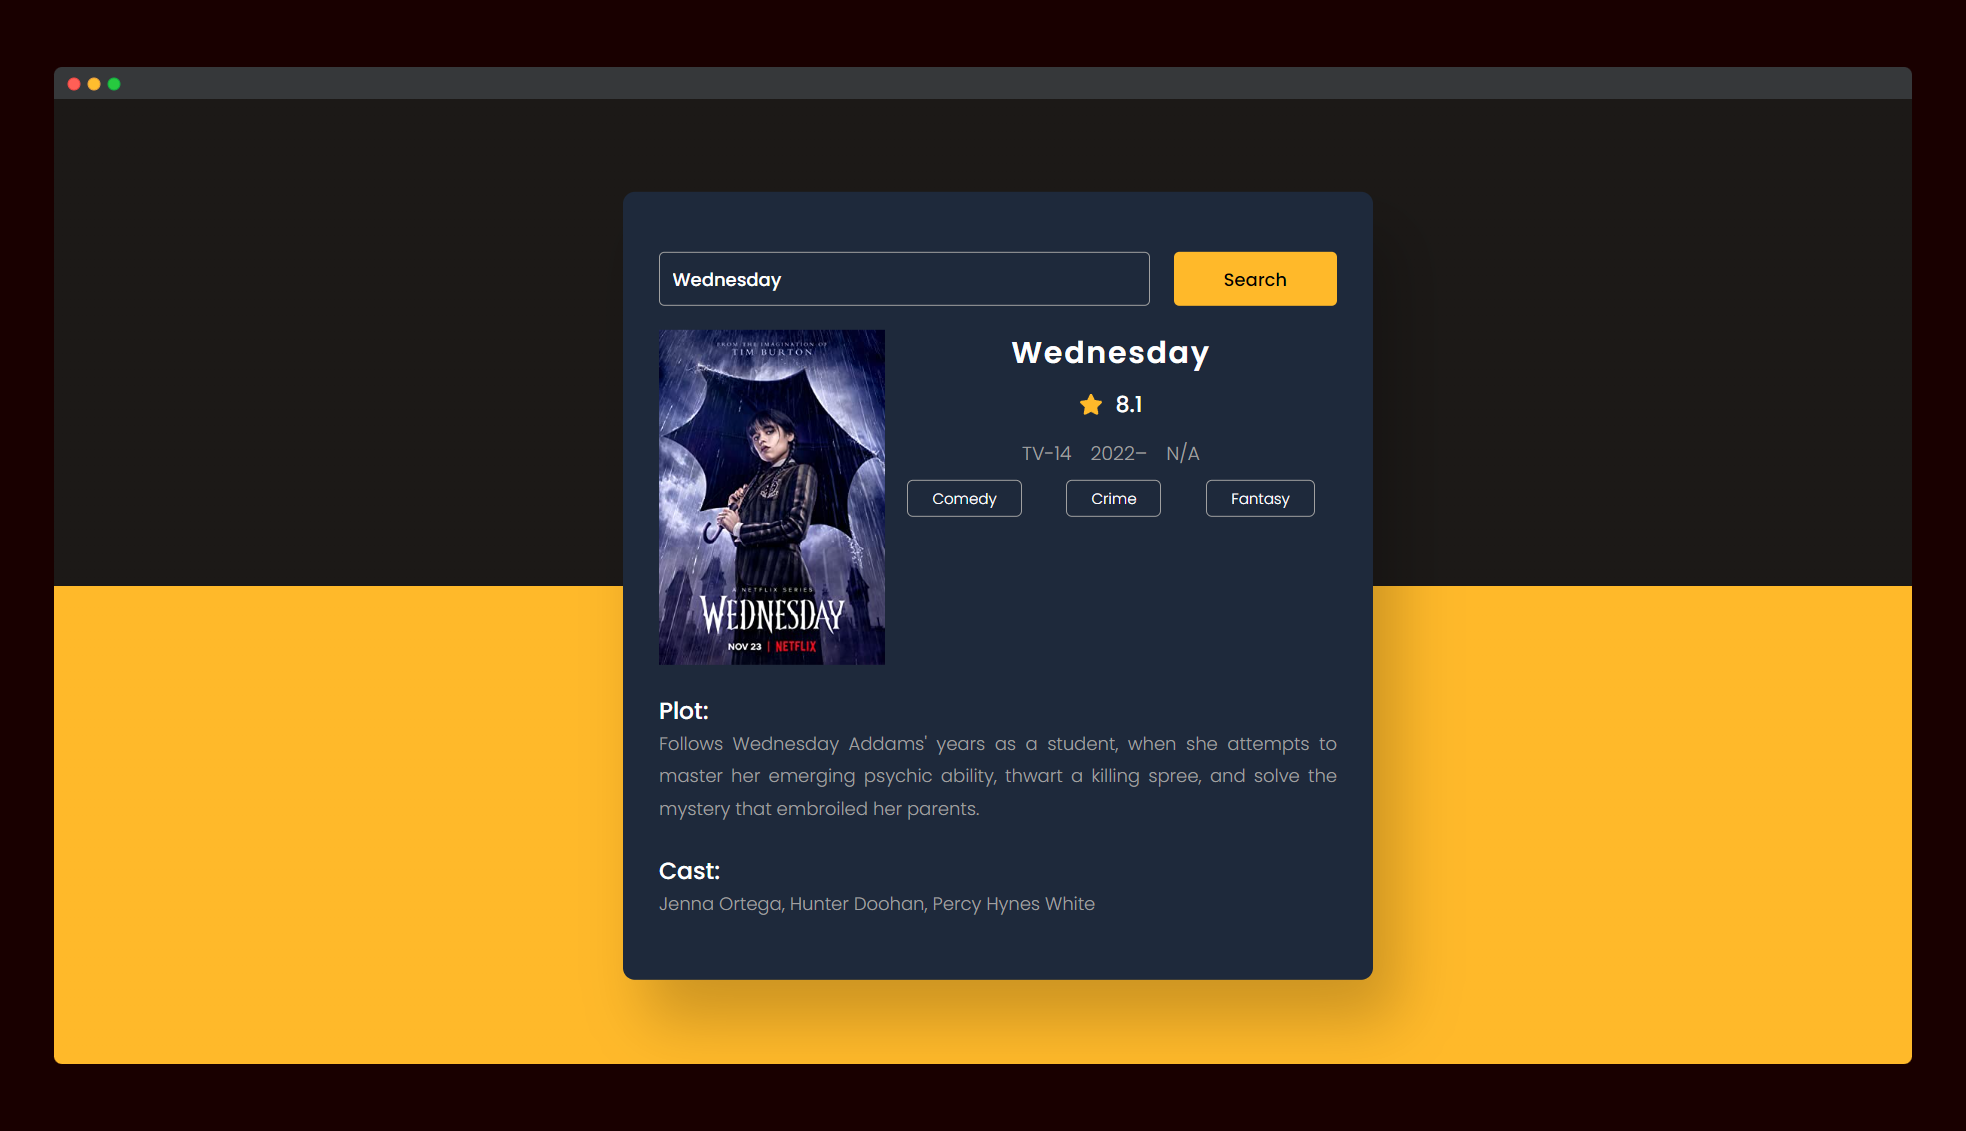 Wednesday
Search
FROM THE IMAGINATION OF
TIM BURTON
A NETFLIX SERIES
WEDNESDAY
NOV 23 | NETFLIX
Wednesday
8.1
TV-14 2022– N/A
Comedy Crime Fantasy
Plot:
Follows Wednesday Addams' years as a student, when she attempts to
master her emerging psychic ability, thwart a killing spree, and solve the
mystery that embroiled her parents.
Cast:
Jenna Ortega, Hunter Doohan, Percy Hynes White